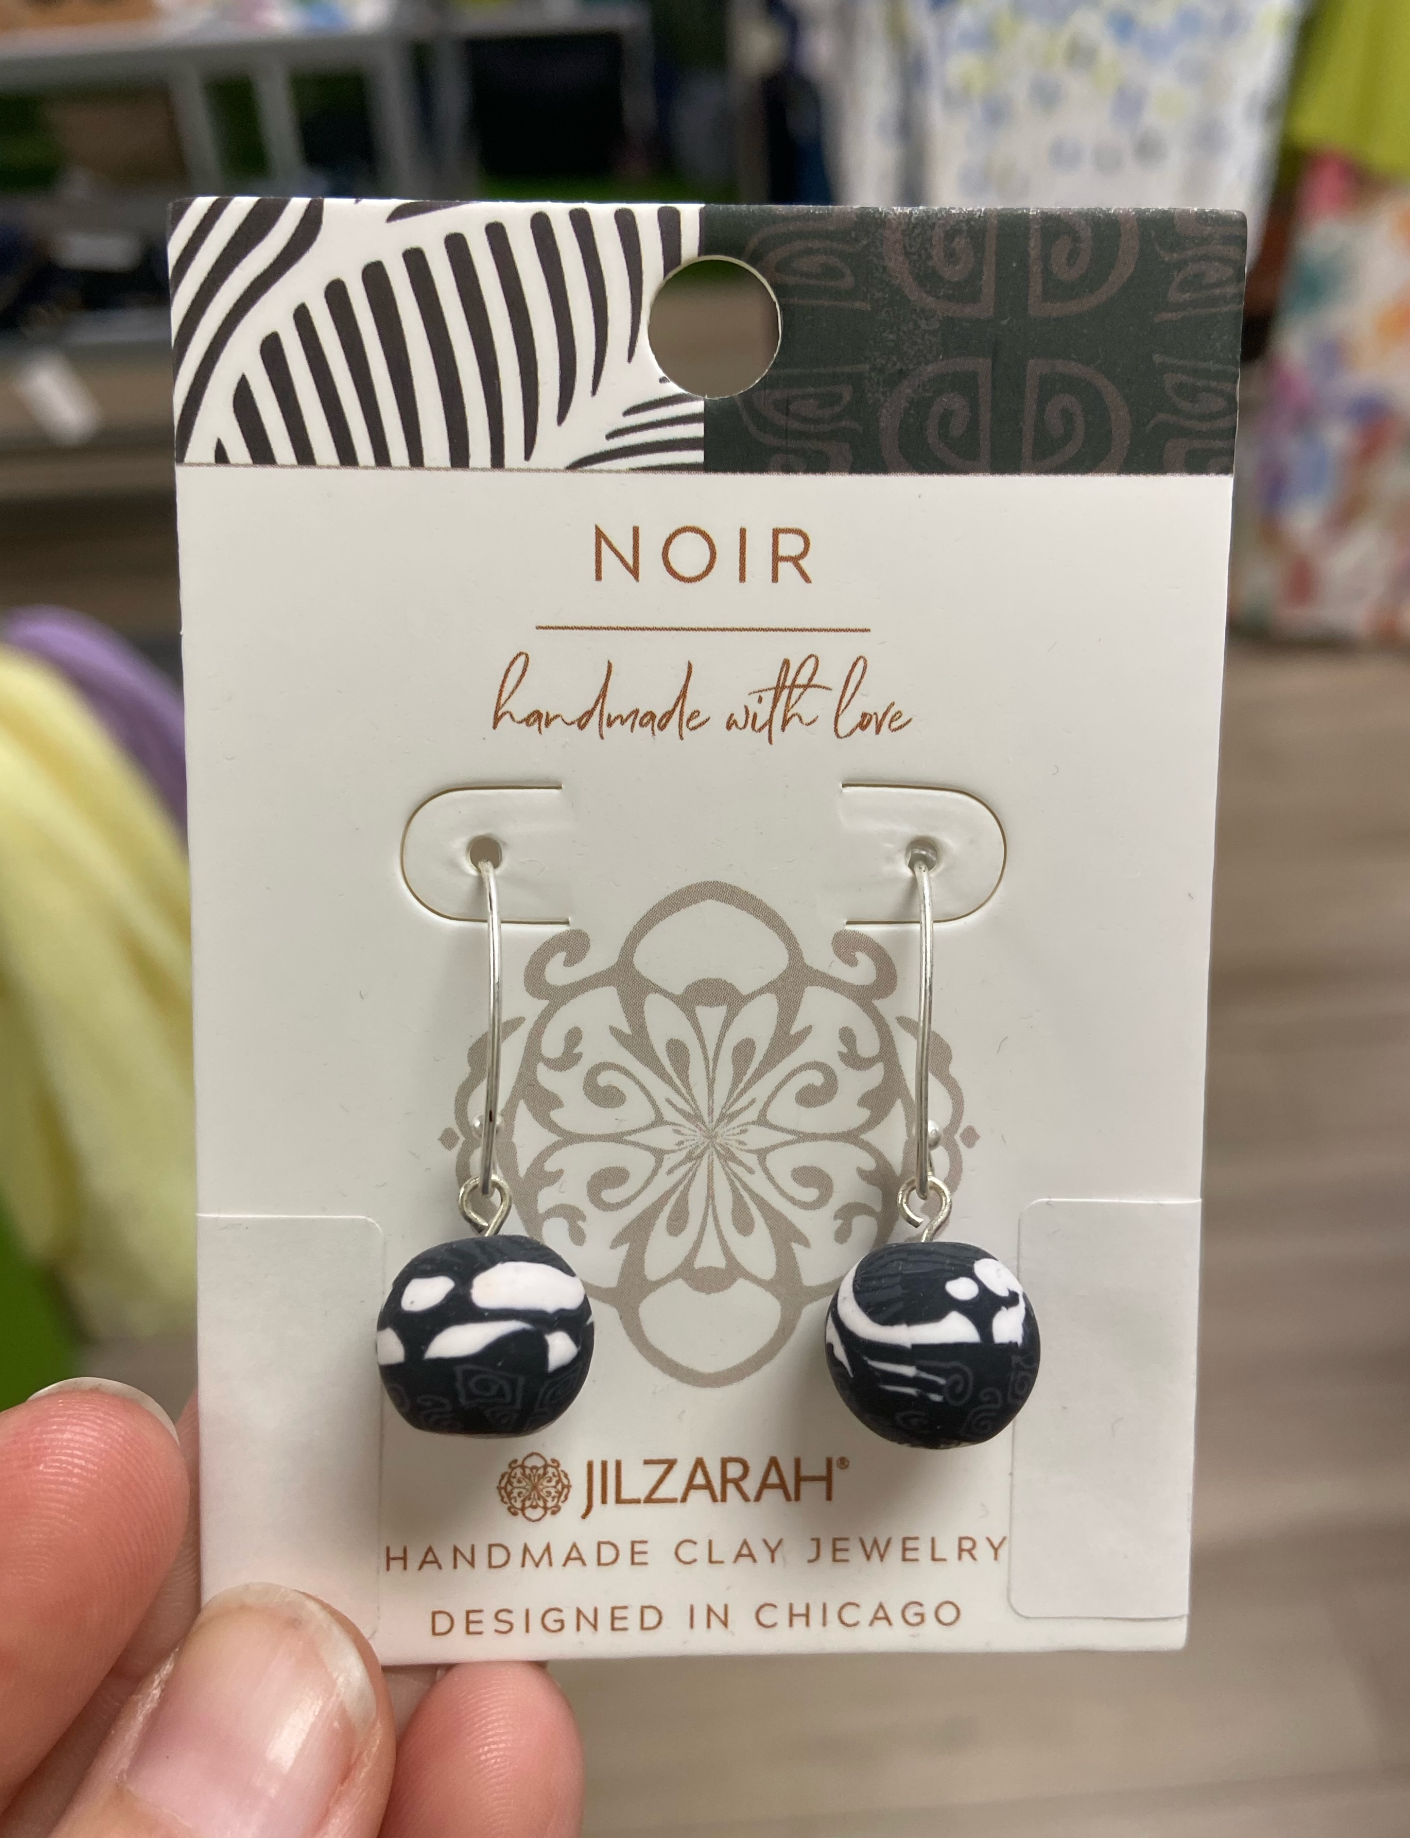 NOIR
handmade with love
JILZARAH®
HANDMADE CLAY JEWELRY
DESIGNED IN CHICAGO